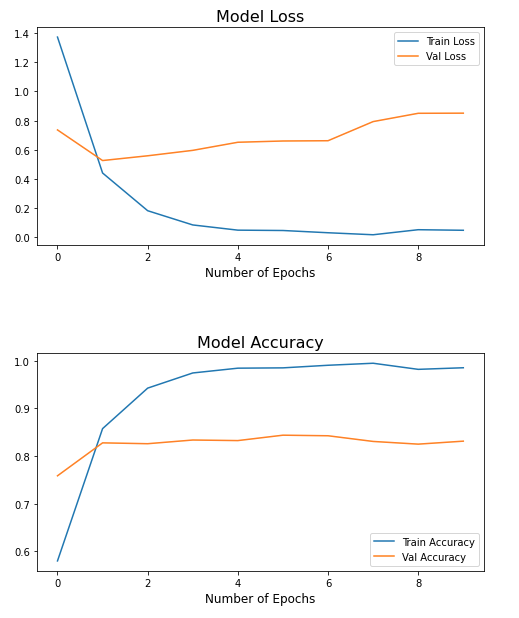 Model Loss
1.4
1.2
1.0
0.8
0.6
0.4
0.2
0.0
Train Loss
Val Loss
0 2 4 6 8
Number of Epochs
Model Accuracy
1.0
0.9
0.8
0.7
0.6
Train Accuracy
Val Accuracy
0 2 4 6 8
Number of Epochs